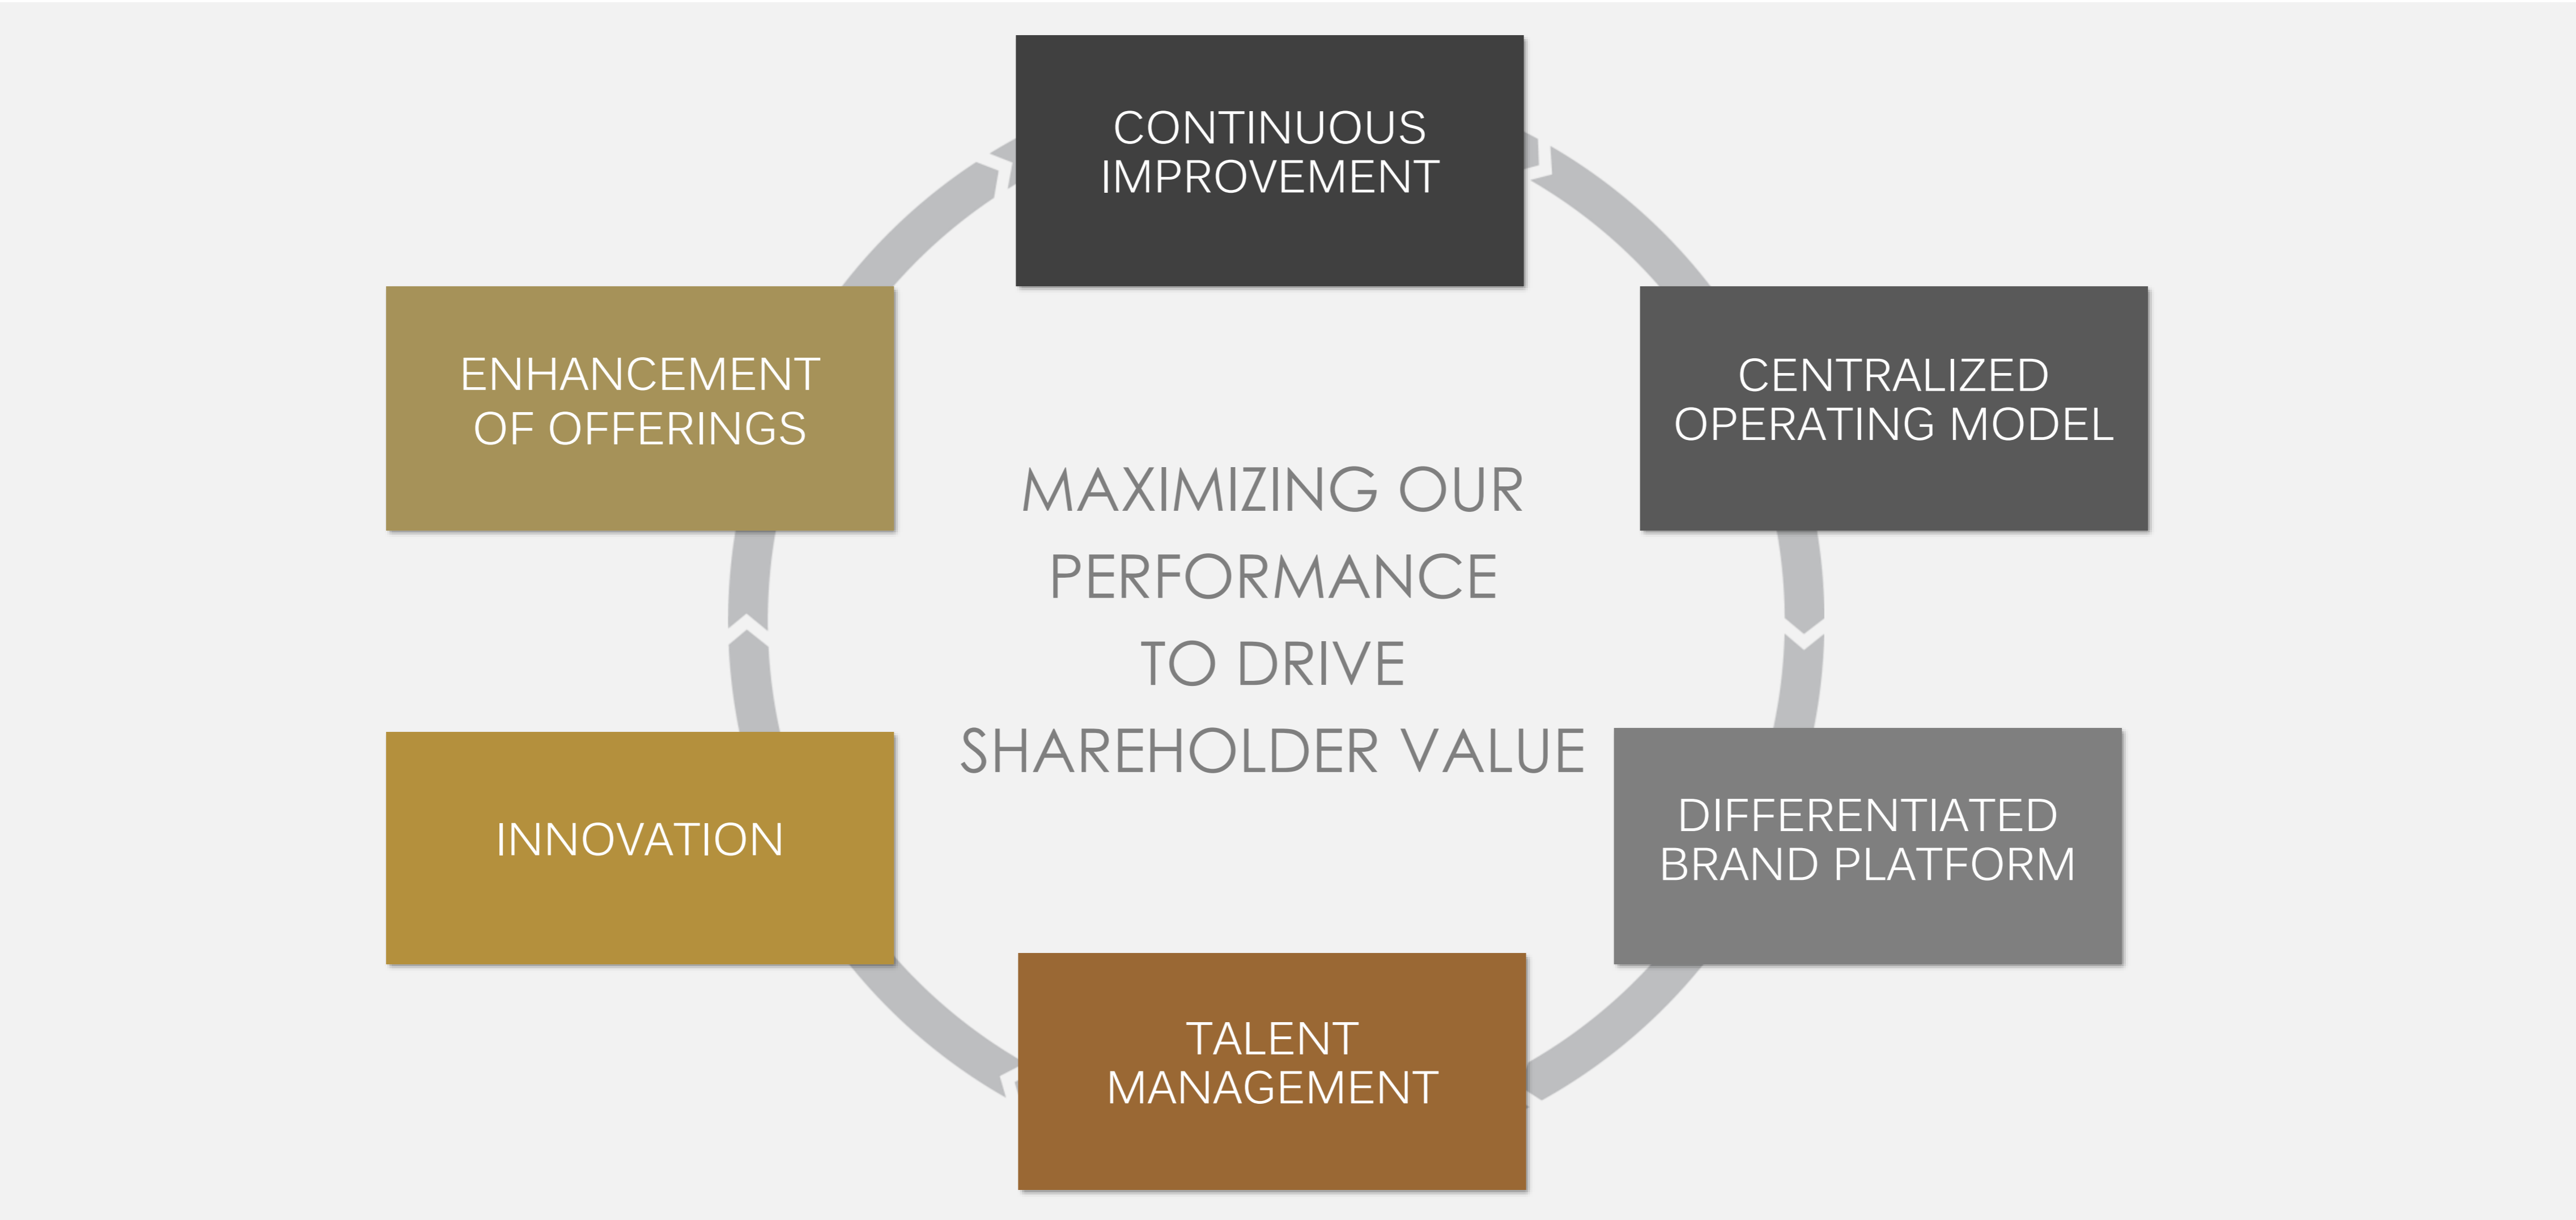 CONTINUOUS
IMPROVEMENT
CENTRALIZED
OPERATING MODEL
DIFFERENTIATED
BRAND PLATFORM
TALENT
MANAGEMENT
INNOVATION
ENHANCEMENT
OF OFFERINGS
MAXIMIZING OUR
PERFORMANCE
TO DRIVE
SHAREHOLDER VALUE